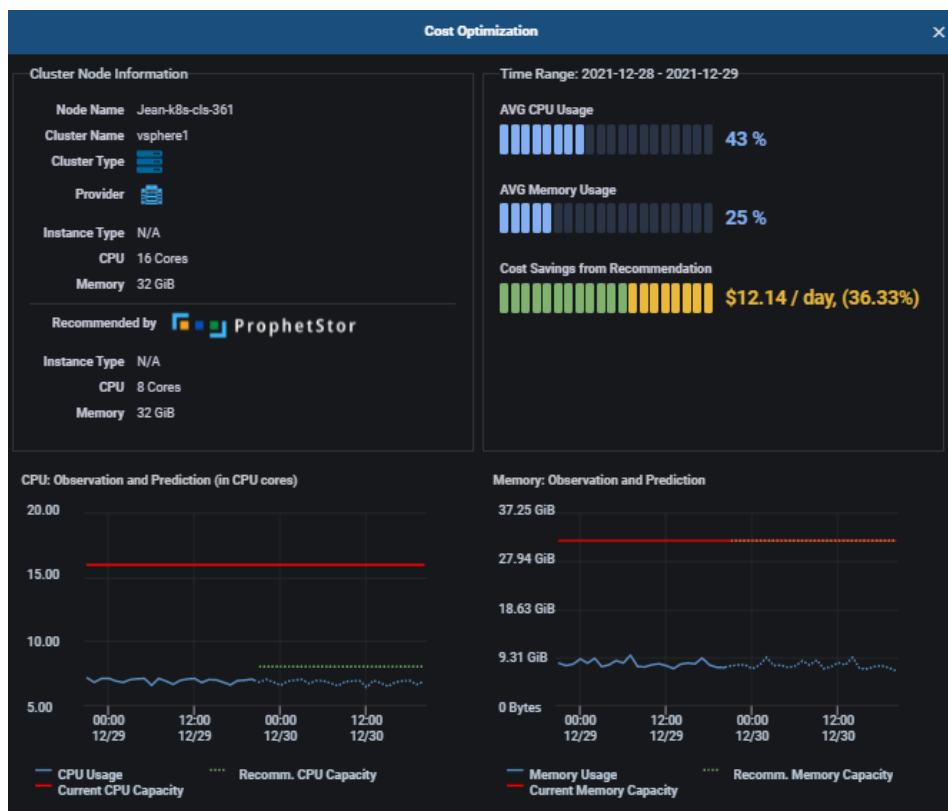 Cost Optimization ×
Cluster Node Information
Node Name Jean-k8s-cls-361
Cluster Name vsphere1
Cluster Type
Provider
Instance Type N/A
CPU 16 Cores
Memory 32 GiB
Recommended by ProphetStor
Instance Type N/A
CPU 8 Cores
Memory 32 GiB
Time Range: 2021-12-28 - 2021-12-29
AVG CPU Usage
43 %
AVG Memory Usage
25 %
Cost Savings from Recommendation
$12.14 / day, (36.33%)
CPU: Observation and Prediction (in CPU cores)
20.00
15.00
10.00
5.00
00:00 12:00 00:00 12:00
12/29 12/29 12/30 12/30
CPU Usage Recomm. CPU Capacity
Current CPU Capacity
Memory: Observation and Prediction
37.25 GiB
27.94 GiB
18.63 GiB
9.31 GiB
0 Bytes
00:00 12:00 00:00 12:00
12/29 12/29 12/30 12/30
Memory Usage Recomm. Memory Capacity
Current Memory Capacity